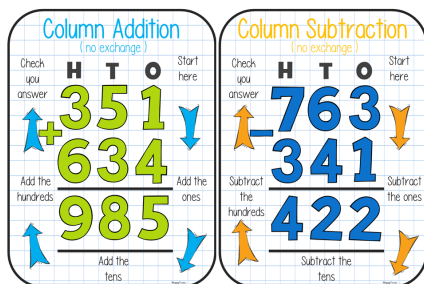 Column Addition
( no exchange )
Check
you
answer
H T O
Start
here
351
+
634
Add the
hundreds
Add the
ones
985
Add the
tens
Column Subtraction
( no exchange )
Check
you
answer
H T O
Start
here
763
−
341
Subtract
the
hundreds
Subtract
the ones
422
Subtract the
tens